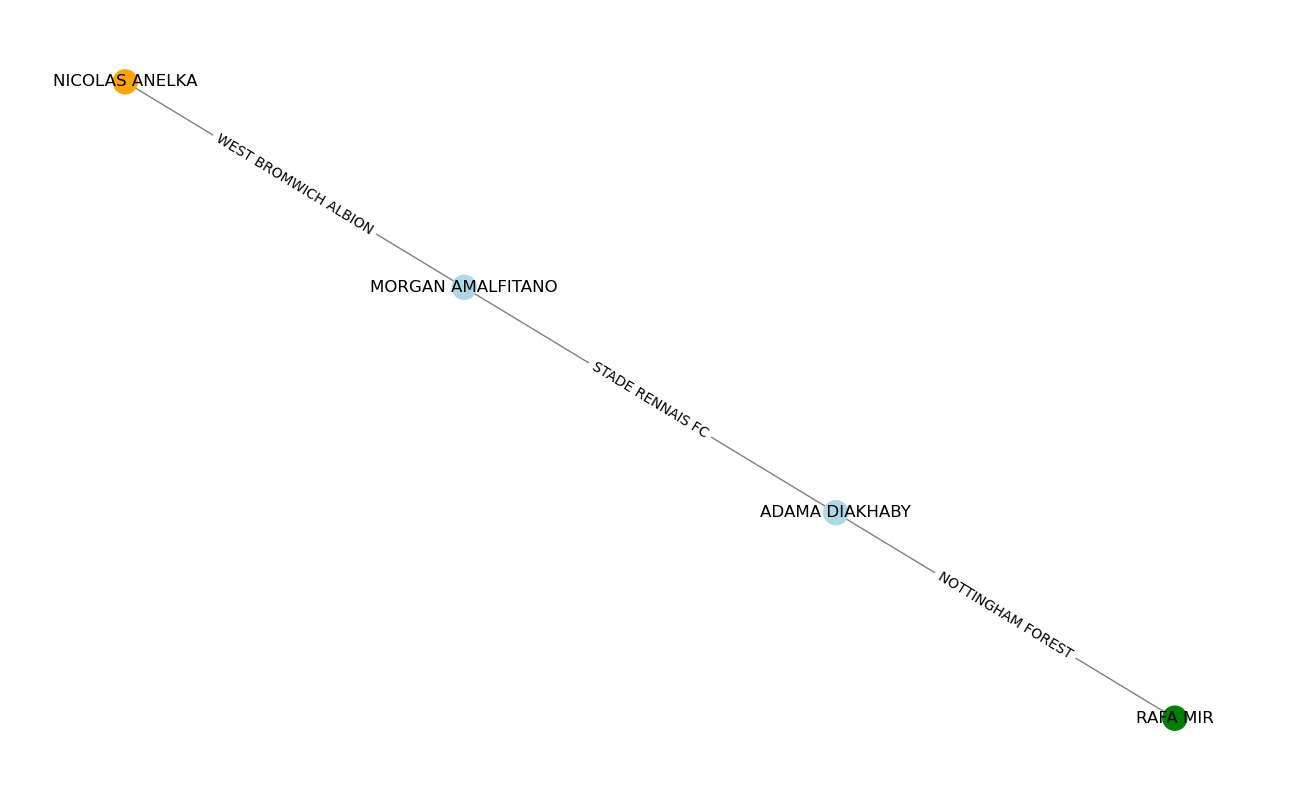 NICOLAS ANELKA
WEST BROMWICH ALBION
MORGAN AMALFITANO
STADE RENNAIS FC
ADAMA DIAKHABY
NOTTINGHAM FOREST
RAFA MIR